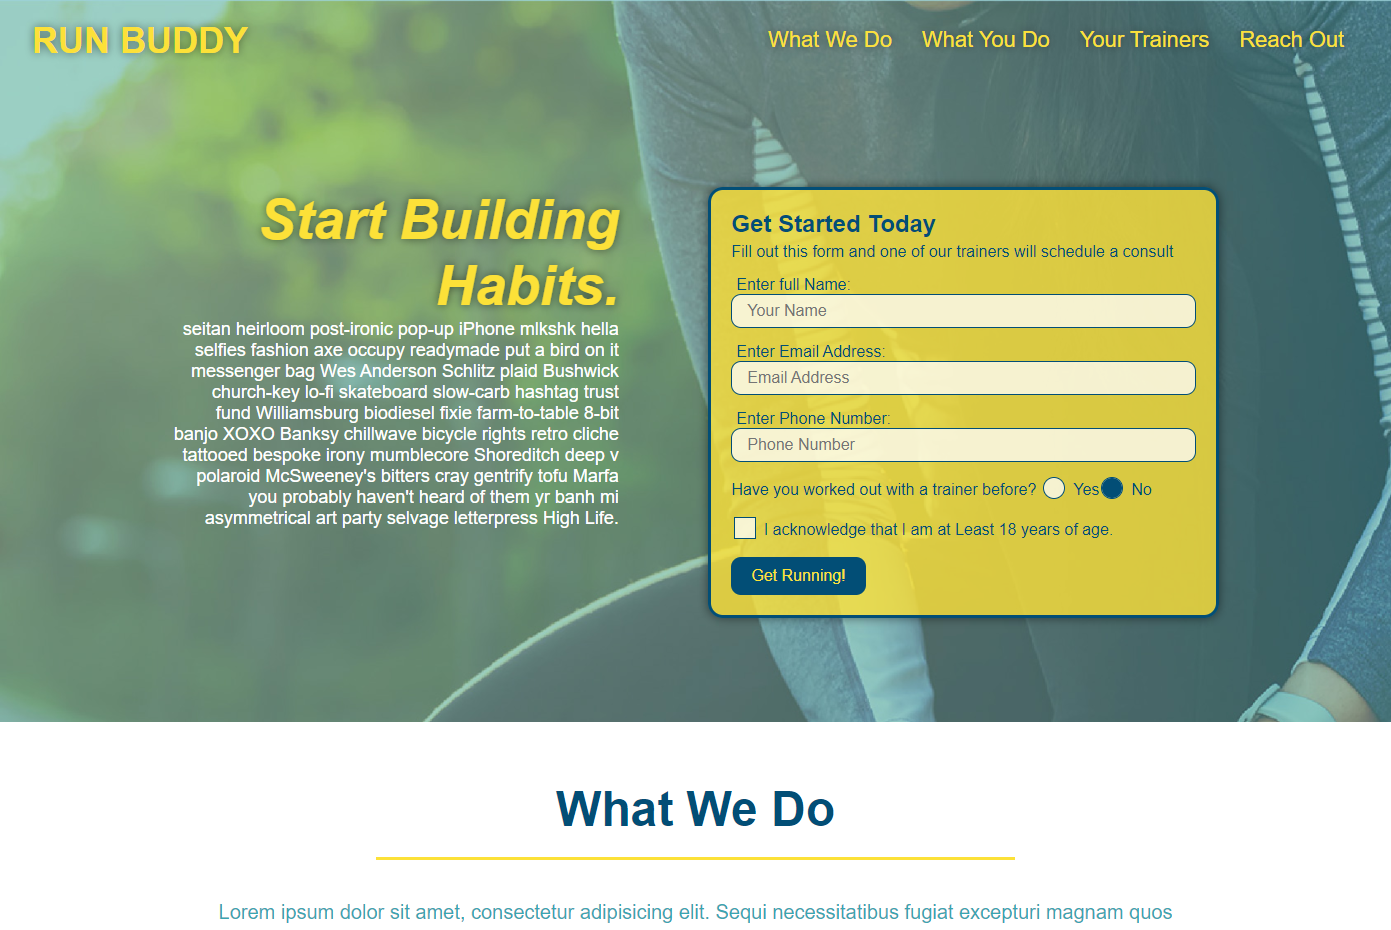 RUN BUDDY
What We Do
What You Do
Your Trainers
Reach Out
Start Building
Habits.
seitan heirloom post-ironic pop-up iPhone mlkshk hella
selfies fashion axe occupy readymade put a bird on it
messenger bag Wes Anderson Schlitz plaid Bushwick
church-key lo-fi skateboard slow-carb hashtag trust
fund Williamsburg biodiesel fixie farm-to-table 8-bit
banjo XOXO Banksy chillwave bicycle rights retro cliche
tattooed bespoke irony mumblecore Shoreditch deep v
polaroid McSweeney's bitters cray gentrify tofu Marfa
you probably haven't heard of them yr banh mi
asymmetrical art party selvage letterpress High Life.
Get Started Today
Fill out this form and one of our trainers will schedule a consult
Enter full Name:
Your Name
Enter Email Address:
Email Address
Enter Phone Number:
Phone Number
Have you worked out with a trainer before? Yes No
I acknowledge that I am at Least 18 years of age.
Get Running!
What We Do
Lorem ipsum dolor sit amet, consectetur adipisicing elit. Sequi necessitatibus fugiat excepturi magnam quos